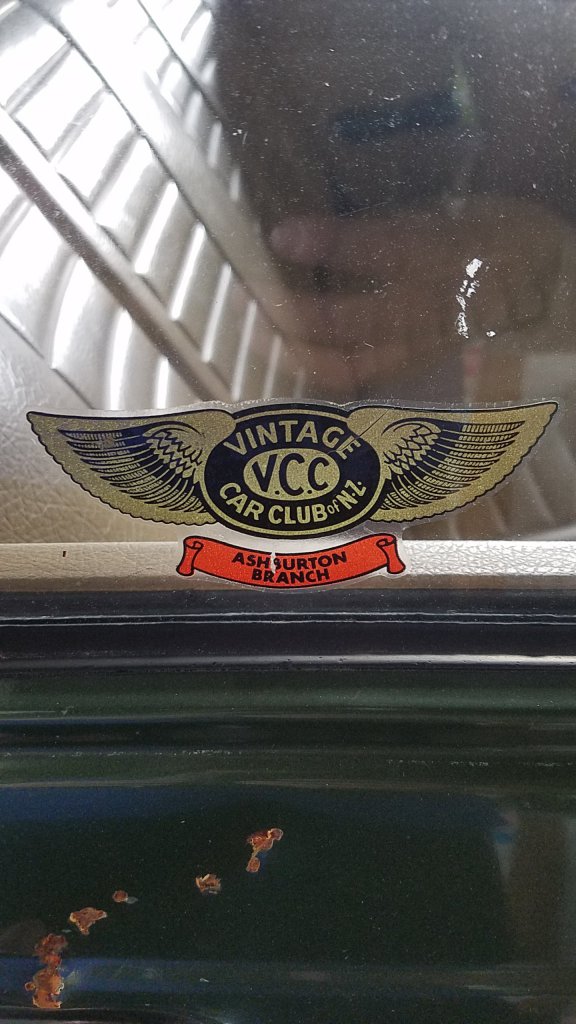 VINTAGE
V.C.C
CAR CLUB of N.Z.
ASHBURTON
BRANCH